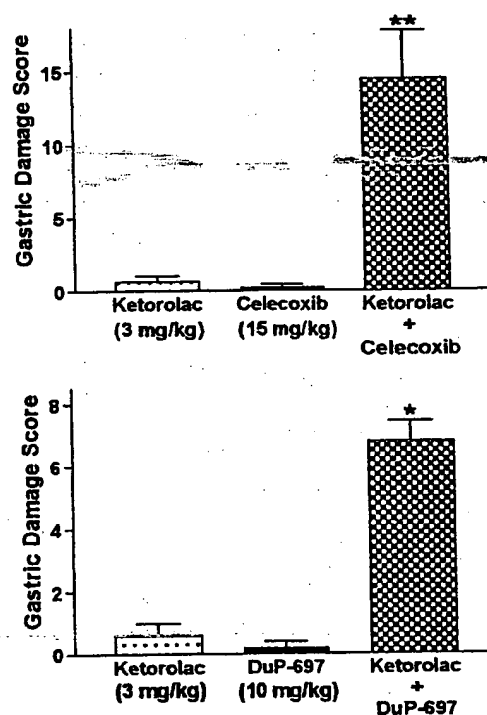 Gastric Damage Score
15
10
5
0
**
Ketorolac
(3 mg/kg)
Celecoxib
(15 mg/kg)
Ketorolac
+
Celecoxib
Gastric Damage Score
8
6
4
2
0
*
Ketorolac
(3 mg/kg)
DuP-697
(10 mg/kg)
Ketorolac
+
DuP-697